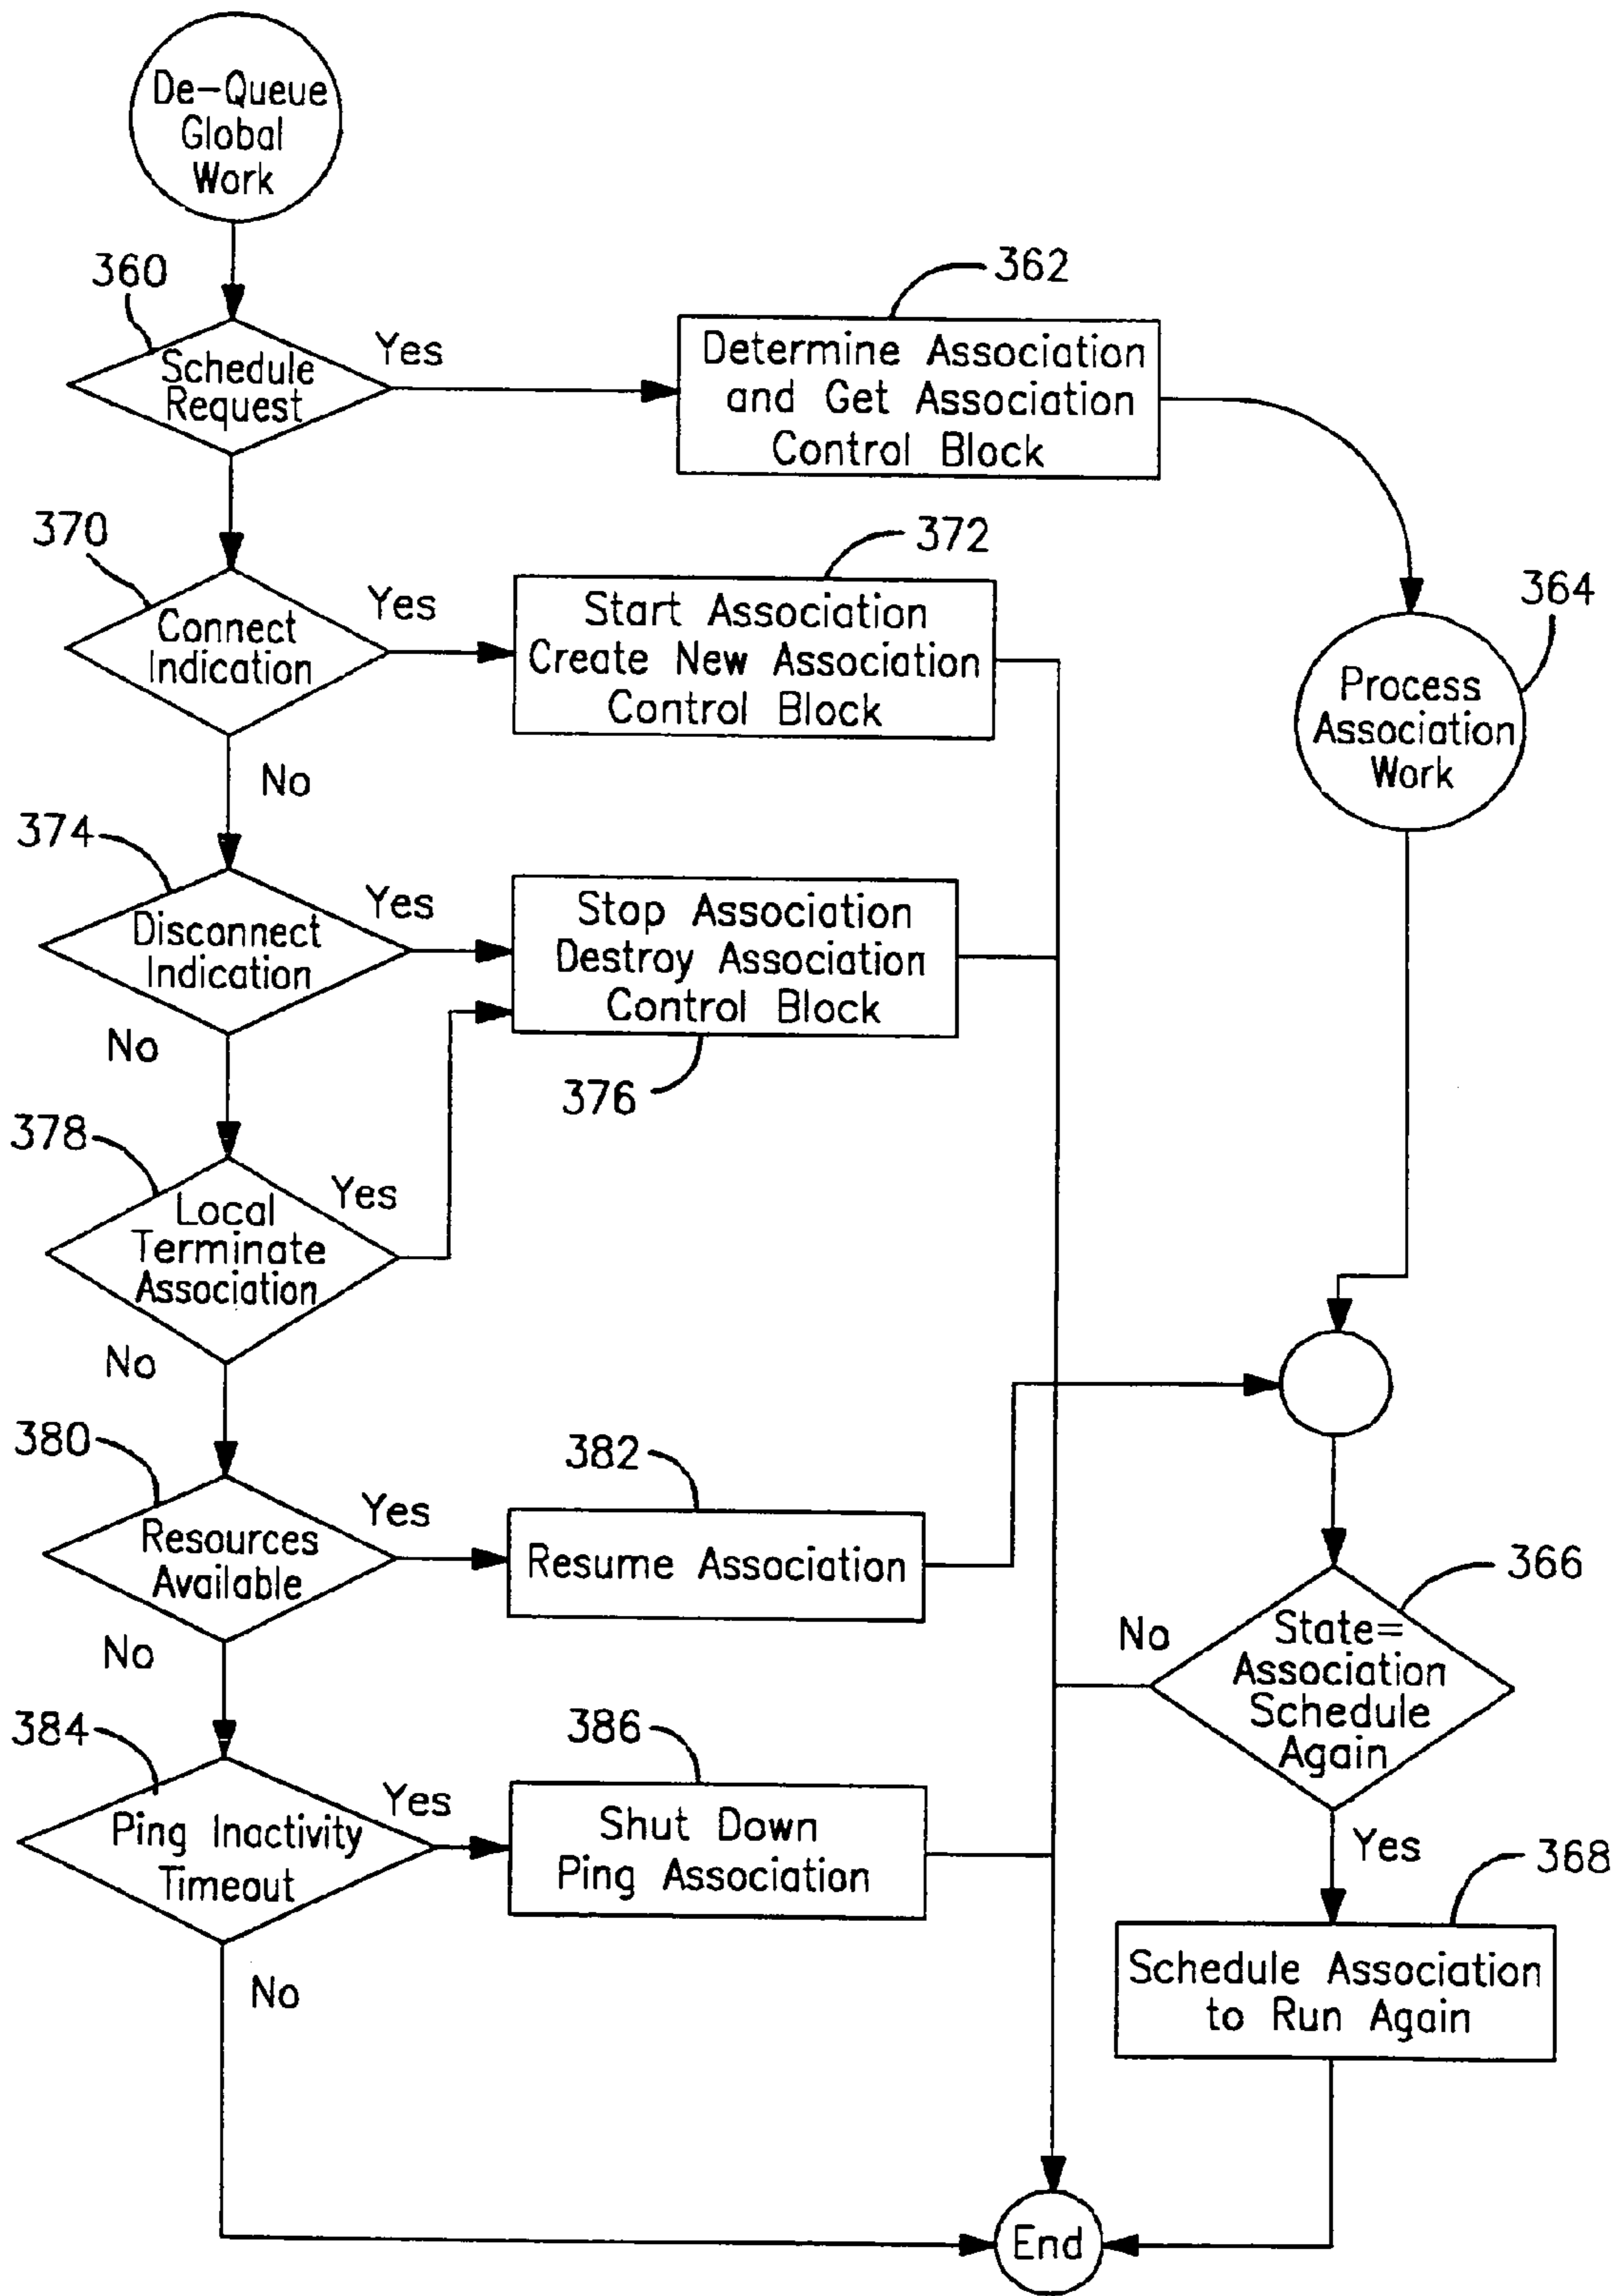 De-Queue
Global
Work
360
Schedule
Request
Yes
362
Determine Association
and Get Association
Control Block
370
Connect
Indication
Yes
372
Start Association
Create New Association
Control Block
364
Process
Association
Work
No
374
Disconnect
Indication
Yes
Stop Association
Destroy Association
Control Block
376
No
378
Local
Terminate
Association
Yes
No
380
Resources
Available
Yes
382
Resume Association
366
State=
Association
Schedule
Again
No
No
384
Ping Inactivity
Timeout
Yes
386
Shut Down
Ping Association
Yes
368
Schedule Association
to Run Again
No
End